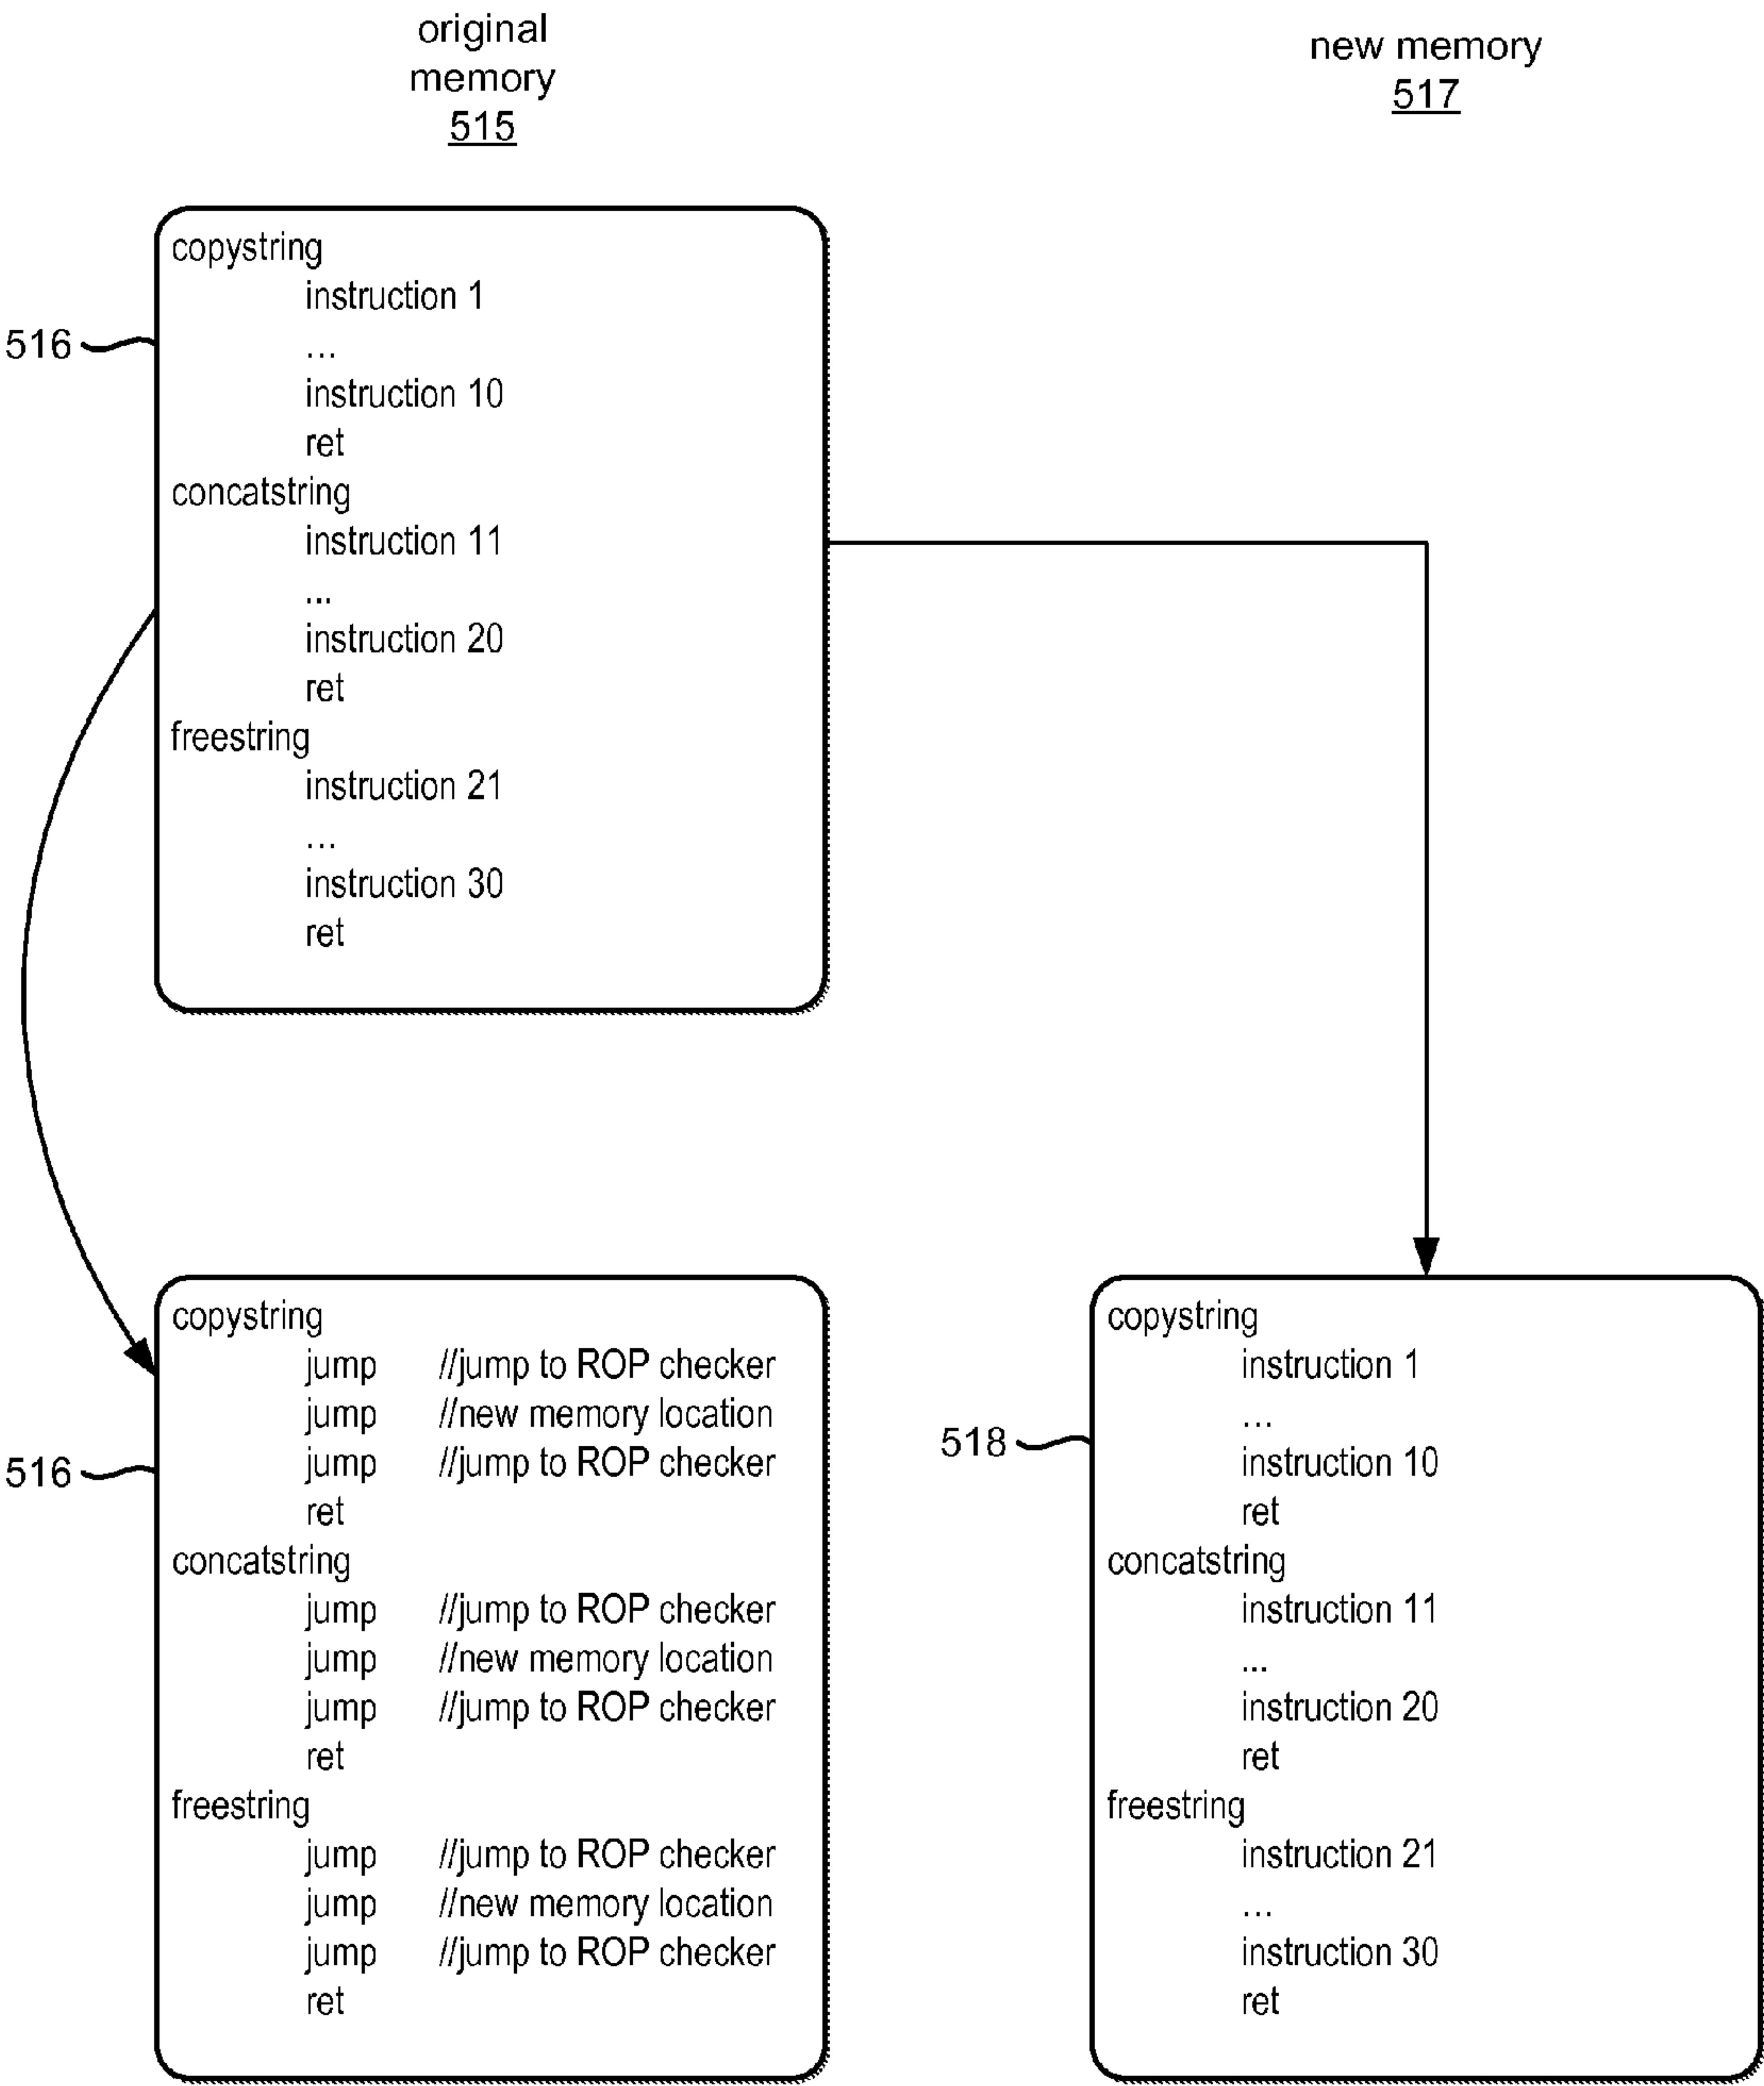 original
memory
515
new memory
517
copystring
instruction 1
...
instruction 10
ret
concatstring
instruction 11
...
instruction 20
ret
freestring
instruction 21
...
instruction 30
ret
516
copystring
jump //jump to ROP checker
jump //new memory location
jump //jump to ROP checker
ret
concatstring
jump //jump to ROP checker
jump //new memory location
jump //jump to ROP checker
ret
freestring
jump //jump to ROP checker
jump //new memory location
jump //jump to ROP checker
ret
516
copystring
instruction 1
...
instruction 10
ret
concatstring
instruction 11
...
instruction 20
ret
freestring
instruction 21
...
instruction 30
ret
518